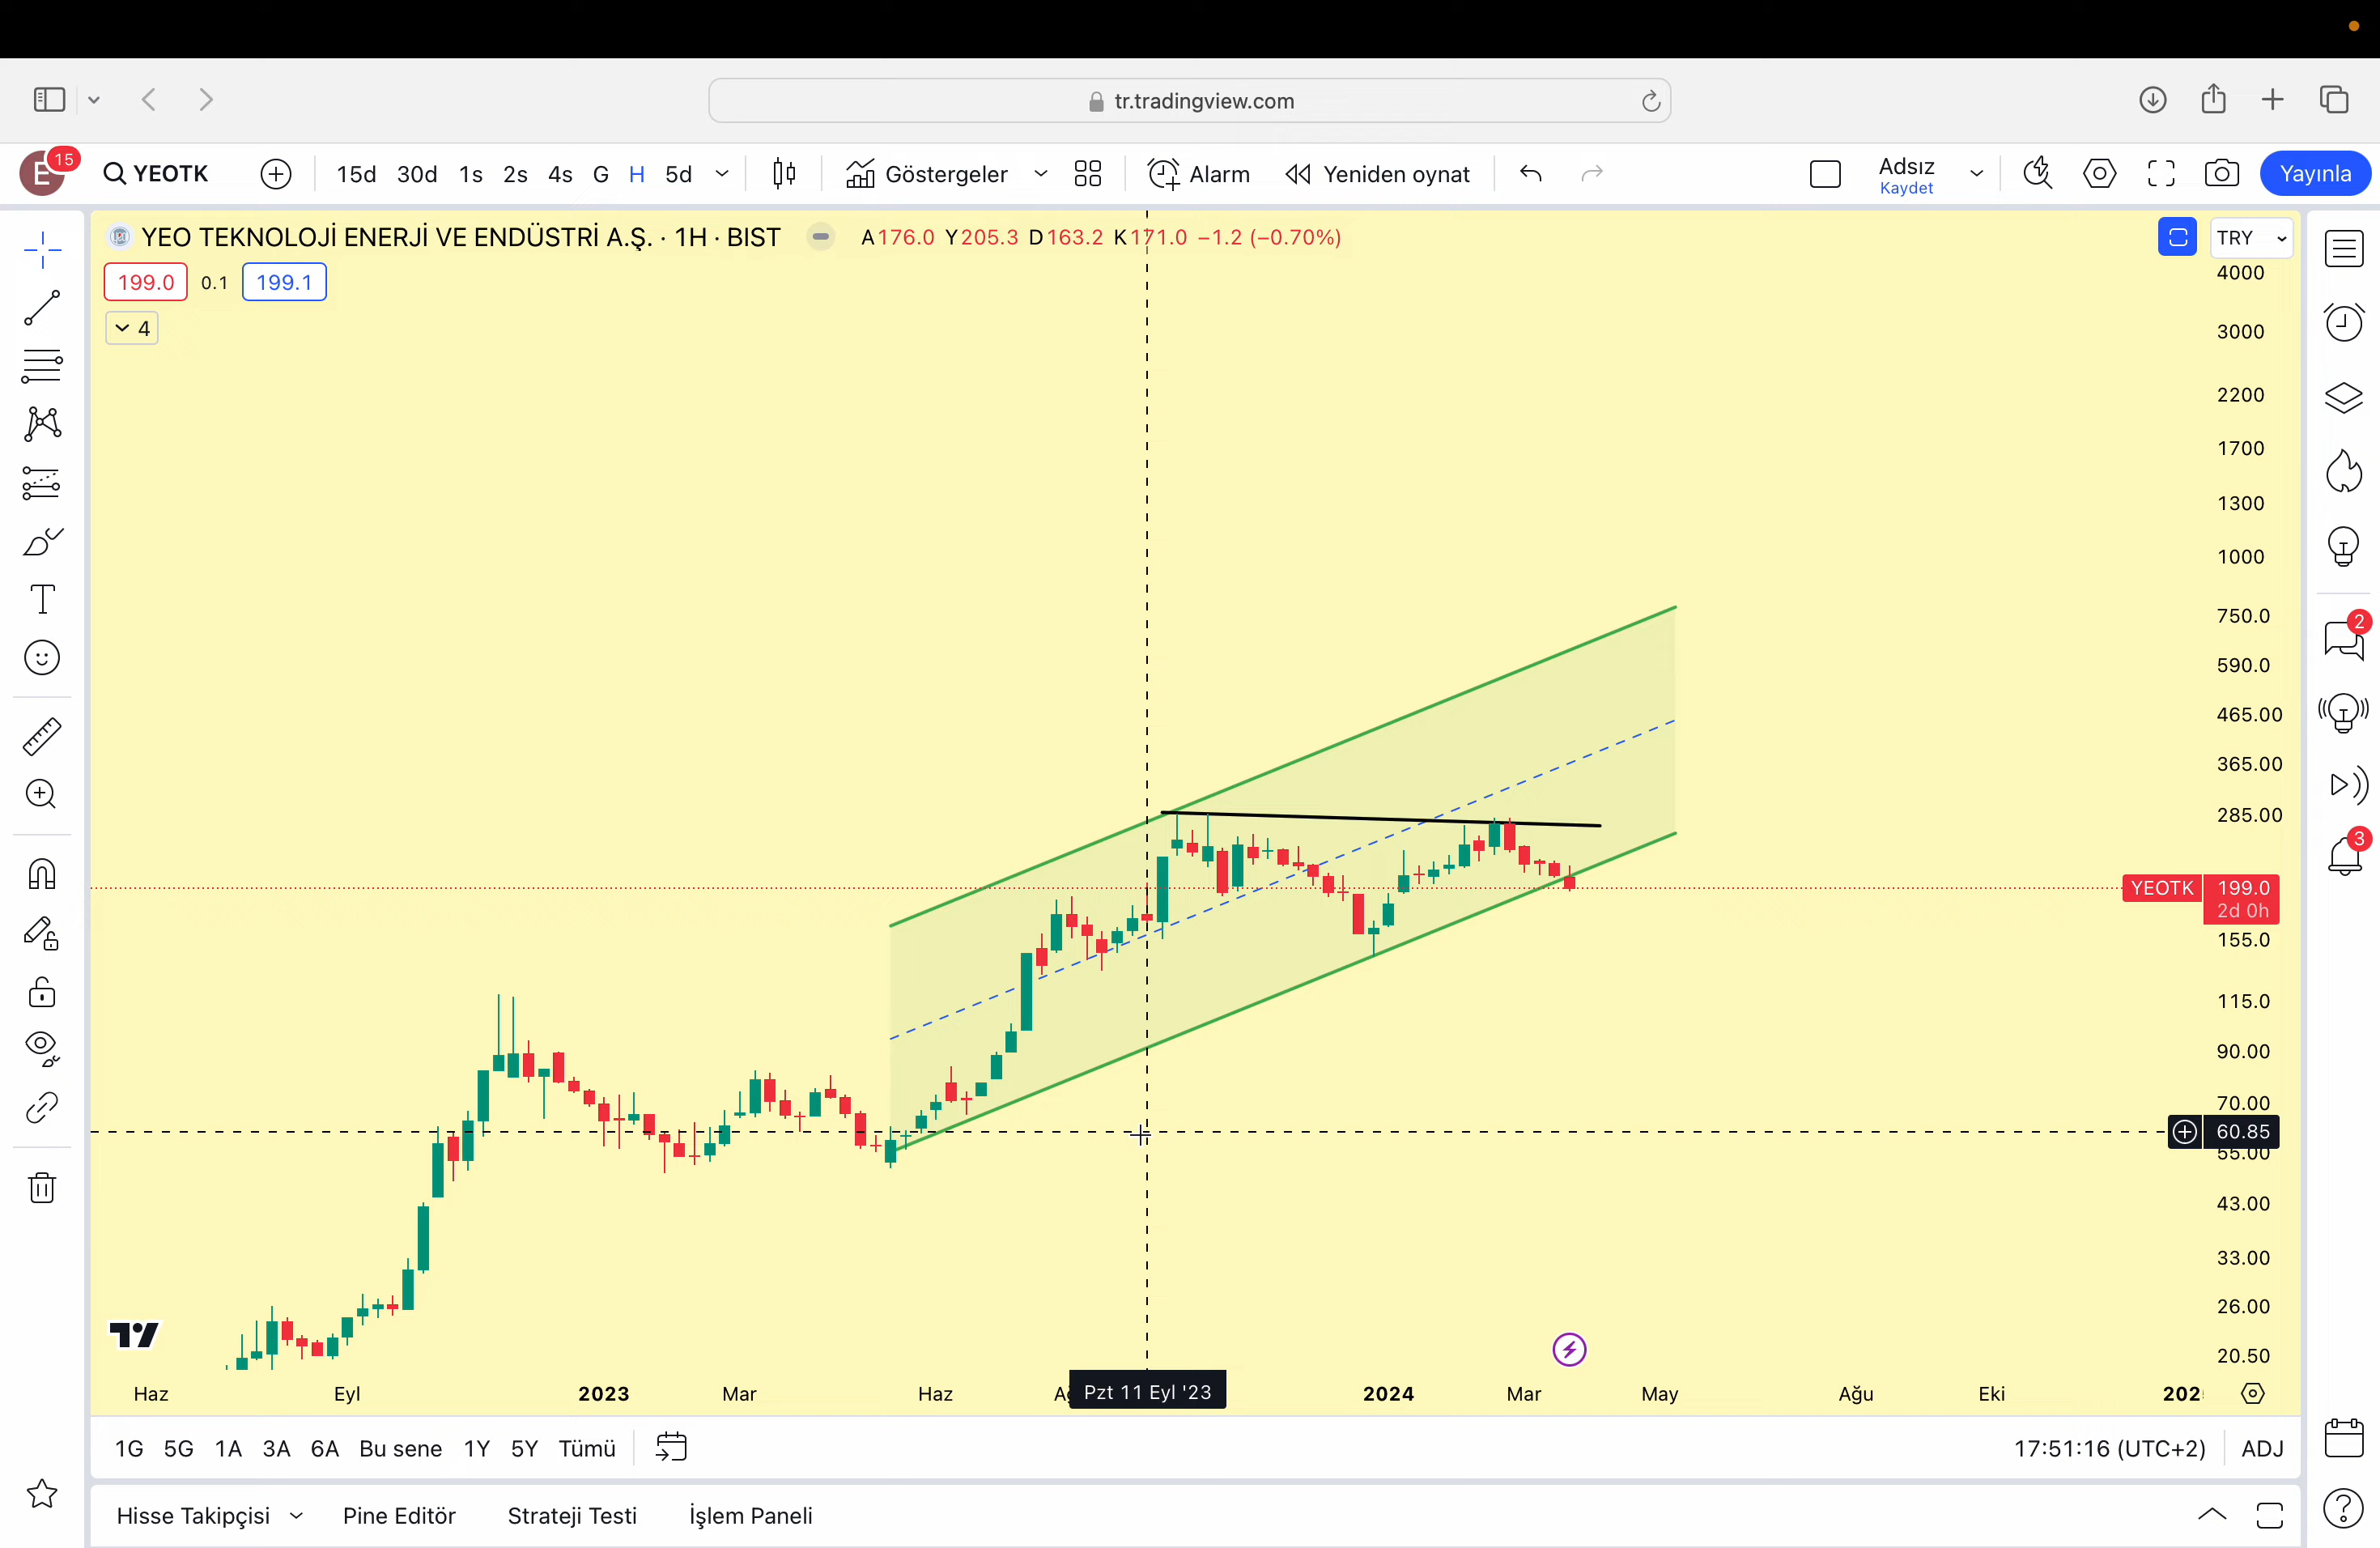 tr.tradingview.com
E 15 YEOTK 15d 30d 1s 2s 4s G H 5d Göstergeler Alarm Yeniden oynat Adsız Kaydet Yayınla
YEO TEKNOLOJİ ENERJİ VE ENDÜSTRİ A.Ş. · 1H · BIST A176.0 Y205.3 D163.2 K171.0 −1.2 (−0.70%)
TRY
199.0 0.1 199.1
4
4000
3000
2200
1700
1300
1000
750.0
590.0
465.00
365.00
285.00
YEOTK 199.0
2d 0h
155.0
115.0
90.00
70.00
60.85
55.00
43.00
33.00
26.00
20.50
2
3
Haz Eyl 2023 Mar Haz Pzt 11 Eyl '23 2024 Mar May Ağu Eki
1G 5G 1A 3A 6A Bu sene 1Y 5Y Tümü 17:51:16 (UTC+2) ADJ
Hisse Takipçisi Pine Editör Strateji Testi İşlem Paneli